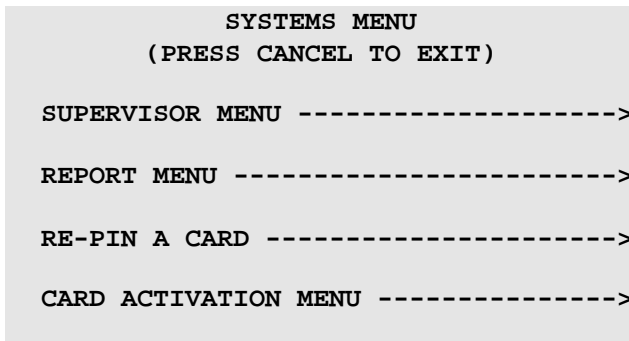 SYSTEMS MENU
(PRESS CANCEL TO EXIT)
SUPERVISOR MENU ------------------->
REPORT MENU ----------------------->
RE-PIN A CARD --------------------->
CARD ACTIVATION MENU --------------->